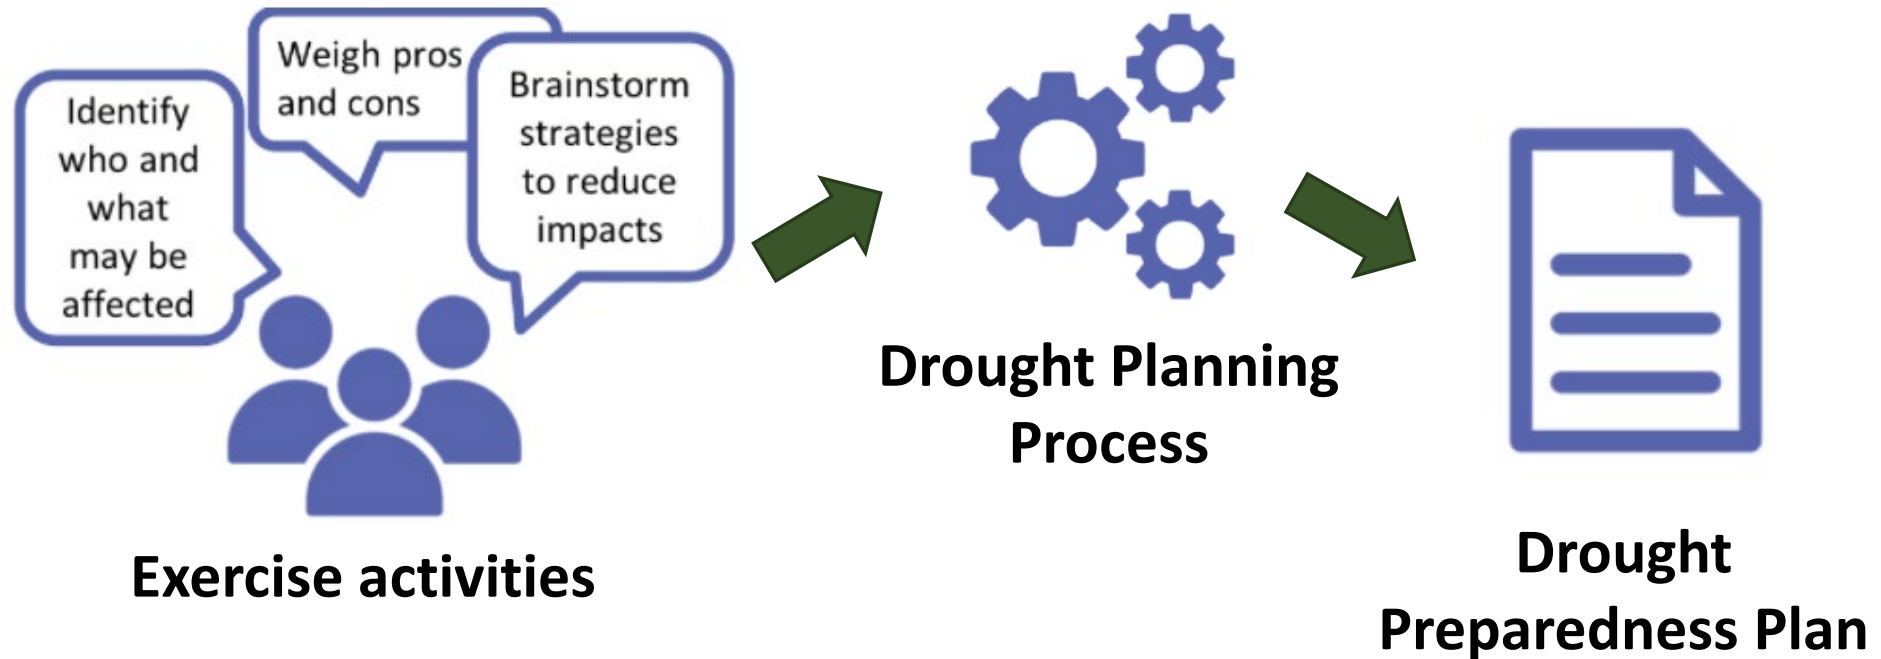 Identify
who and
what
may be
affected
Weigh pros
and cons
Brainstorm
strategies
to reduce
impacts
Exercise activities
Drought Planning
Process
Drought
Preparedness Plan